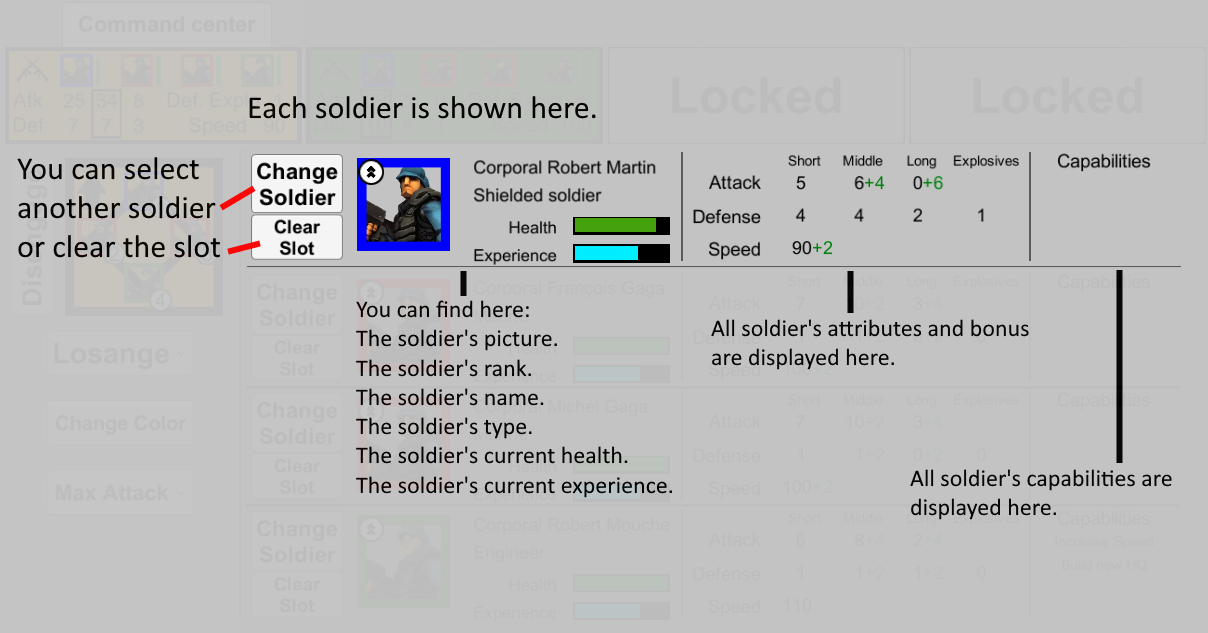 Command center
Atk 25 34 8 Def. Expl.
Def 7 7 3 Speed 90
Locked
Locked
Each soldier is shown here.
You can select
another soldier
or clear the slot
Change
Soldier
Clear
Slot
Corporal Robert Martin
Shielded soldier
Health
Experience
Short Middle Long Explosives
Attack 5 6+4 0+6
Defense 4 4 2 1
Speed 90+2
Capabilities
Losange
Change Color
Max Attack
You can find here:
The soldier's picture.
The soldier's rank.
The soldier's name.
The soldier's type.
The soldier's current health.
The soldier's current experience.
All soldier's attributes and bonus
are displayed here.
All soldier's capabilities are
displayed here.
Change
Soldier
Clear
Slot
Corporal François Gaga
Capabilities
Change
Soldier
Clear
Slot
Corporal Michel Gaga
Short Middle Long Explosives
Attack 7 10+2 3+4
Defense 1 1+2 0+2 0
Speed 100+2
Capabilities
Change
Soldier
Clear
Slot
Corporal Robert Mouche
Engineer
Health
Experience
Short Middle Long Explosives
Attack 6 8+4 2+4
Defense 1 1+2 1+2 0
Speed 110
Capabilities
Increase Speed
Build new HQ